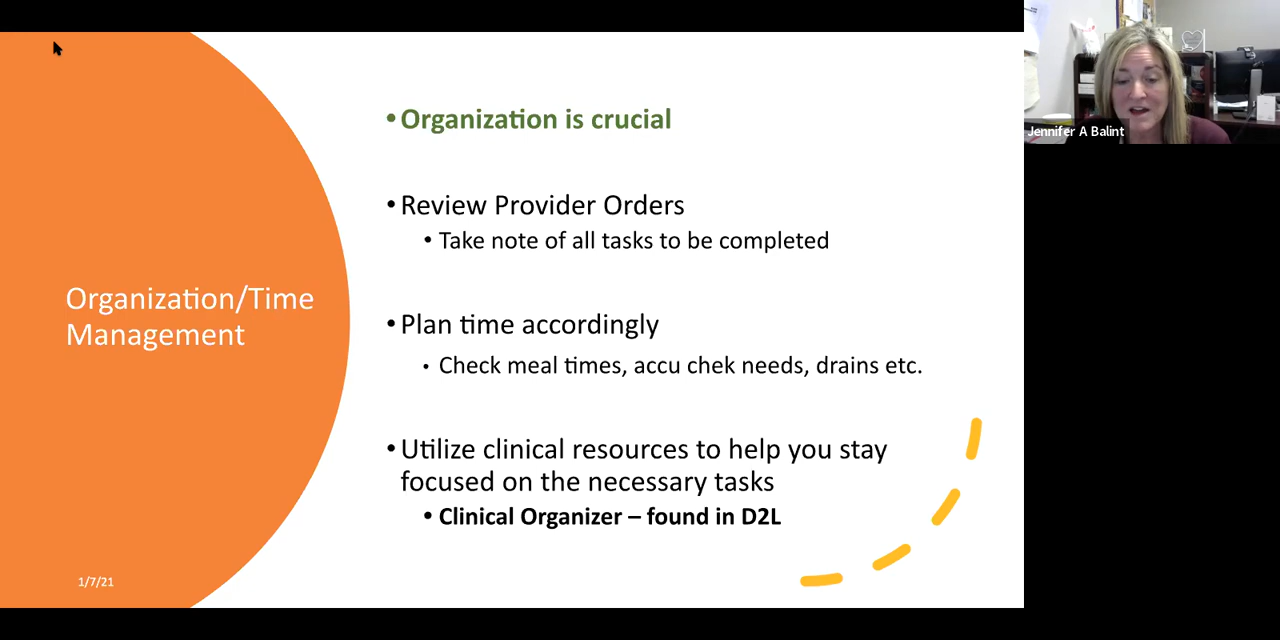 Organization/Time
Management
1/7/21
•Organization is crucial
•Review Provider Orders
•Take note of all tasks to be completed
•Plan time accordingly
•Check meal times, accu chek needs, drains etc.
•Utilize clinical resources to help you stay
focused on the necessary tasks
•Clinical Organizer – found in D2L
Jennifer A Balint